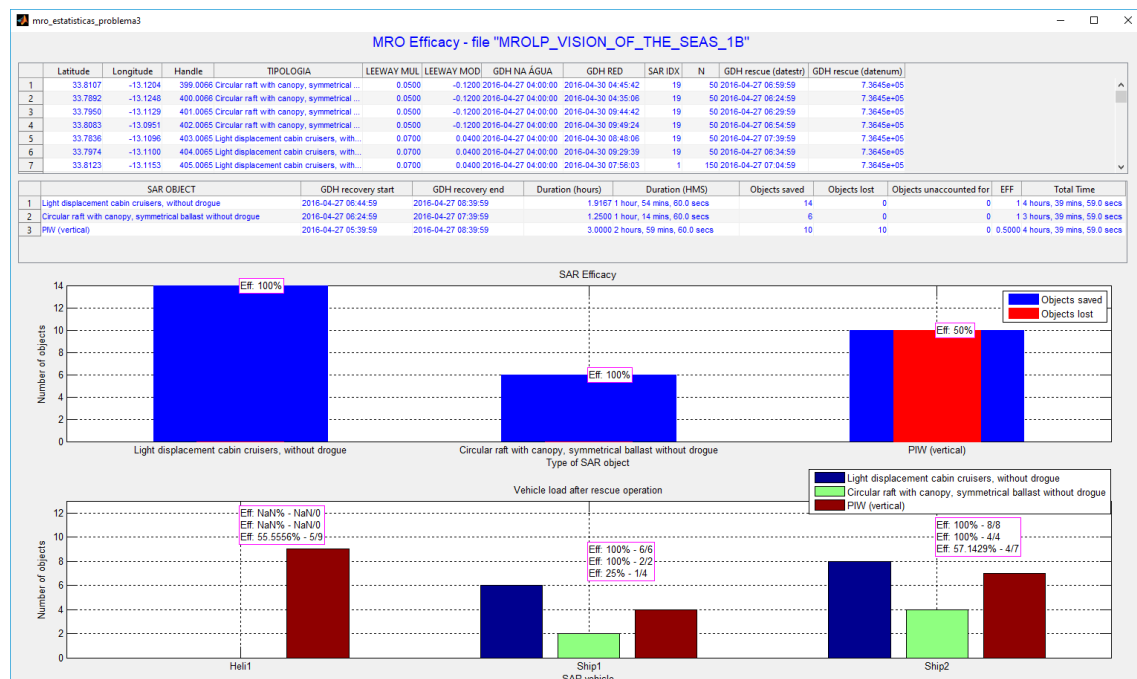 mro_estatisticas_problema3
MRO Efficacy - file "MROLP_VISION_OF_THE_SEAS_1B"
Latitude Longitude Handle TIPOLOGIA LEEWAY MUL LEEWAY MOD GDH NA ÁGUA GDH RED SAR IDX N GDH rescue (datestr) GDH rescue (datenum)
1 33.8107 -13.1204 399.0066 Circular raft with canopy, symmetrical ... 0.0500 -0.1200 2016-04-27 04:00:00 2016-04-30 04:45:42 19 50 2016-04-27 06:59:59 7.3645e+05
2 33.7892 -13.1248 400.0066 Circular raft with canopy, symmetrical ... 0.0500 -0.1200 2016-04-27 04:00:00 2016-04-30 04:35:06 19 50 2016-04-27 06:24:59 7.3645e+05
3 33.7950 -13.1129 401.0065 Circular raft with canopy, symmetrical ... 0.0500 -0.1200 2016-04-27 04:00:00 2016-04-30 09:44:42 19 50 2016-04-27 06:29:59 7.3645e+05
4 33.8083 -13.0951 402.0065 Circular raft with canopy, symmetrical ... 0.0500 -0.1200 2016-04-27 04:00:00 2016-04-30 09:49:24 19 50 2016-04-27 06:54:59 7.3645e+05
5 33.7836 -13.1096 403.0065 Light displacement cabin cruisers, with... 0.0700 0.0400 2016-04-27 04:00:00 2016-04-30 08:48:06 19 50 2016-04-27 07:39:59 7.3645e+05
6 33.7974 -13.1100 404.0065 Light displacement cabin cruisers, with... 0.0700 0.0400 2016-04-27 04:00:00 2016-04-30 09:29:39 19 50 2016-04-27 06:34:59 7.3645e+05
7 33.8123 -13.1153 405.0065 Light displacement cabin cruisers, with... 0.0700 0.0400 2016-04-27 04:00:00 2016-04-30 07:56:03 1 150 2016-04-27 07:04:59 7.3645e+05
SAR OBJECT GDH recovery start GDH recovery end Duration (hours) Duration (HMS) Objects saved Objects lost Objects unaccounted for EFF Total Time
1 Light displacement cabin cruisers, without drogue 2016-04-27 06:44:59 2016-04-27 08:39:59 1.9167 1 hour, 54 mins, 60.0 secs 14 0 0 1 4 hours, 39 mins, 59.0 secs
2 Circular raft with canopy, symmetrical ballast without drogue 2016-04-27 06:24:59 2016-04-27 07:39:59 1.2500 1 hour, 14 mins, 60.0 secs 6 0 0 1 3 hours, 39 mins, 59.0 secs
3 PIW (vertical) 2016-04-27 05:39:59 2016-04-27 08:39:59 3.0000 2 hours, 59 mins, 60.0 secs 10 10 0 0.5000 4 hours, 39 mins, 59.0 secs
SAR Efficacy
14
12
10
8
6
4
2
0
Number of objects
Eff: 100%
Eff: 100%
Eff: 50%
Objects saved
Objects lost
Light displacement cabin cruisers, without drogue Circular raft with canopy, symmetrical ballast without drogue PIW (vertical)
Type of SAR object
Vehicle load after rescue operation
Light displacement cabin cruisers, without drogue
Circular raft with canopy, symmetrical ballast without drogue
PIW (vertical)
12
10
8
6
4
2
0
Number of objects
Eff: NaN% - NaN/0
Eff: NaN% - NaN/0
Eff: 55.5556% - 5/9
Eff: 100% - 6/6
Eff: 100% - 2/2
Eff: 25% - 1/4
Eff: 100% - 8/8
Eff: 100% - 4/4
Eff: 57.1429% - 4/7
Heli1 Ship1 Ship2
SAR vehicle